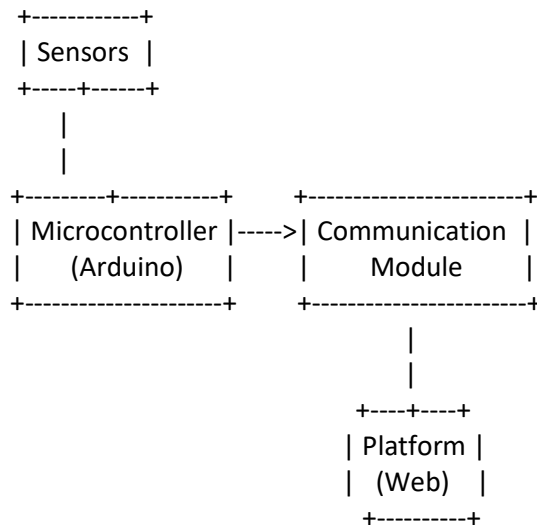 +------------+
| Sensors |
+-----+------+
|
|
+---------+-----------+ +------------------------+
| Microcontroller |----->| Communication |
| (Arduino) | | Module |
+----------------------+ +------------------------+
|
|
+----+----+
| Platform |
| (Web) |
+-----------+